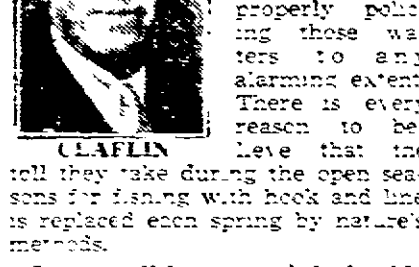 properly polic-
ing those wa-
ters to any
alarming extent
There is every
reason to be-
lieve that the
CLAFLIN
toll they take during the open sea-
sons for fishing with hook and line
is replaced each spring by nature's
methods.